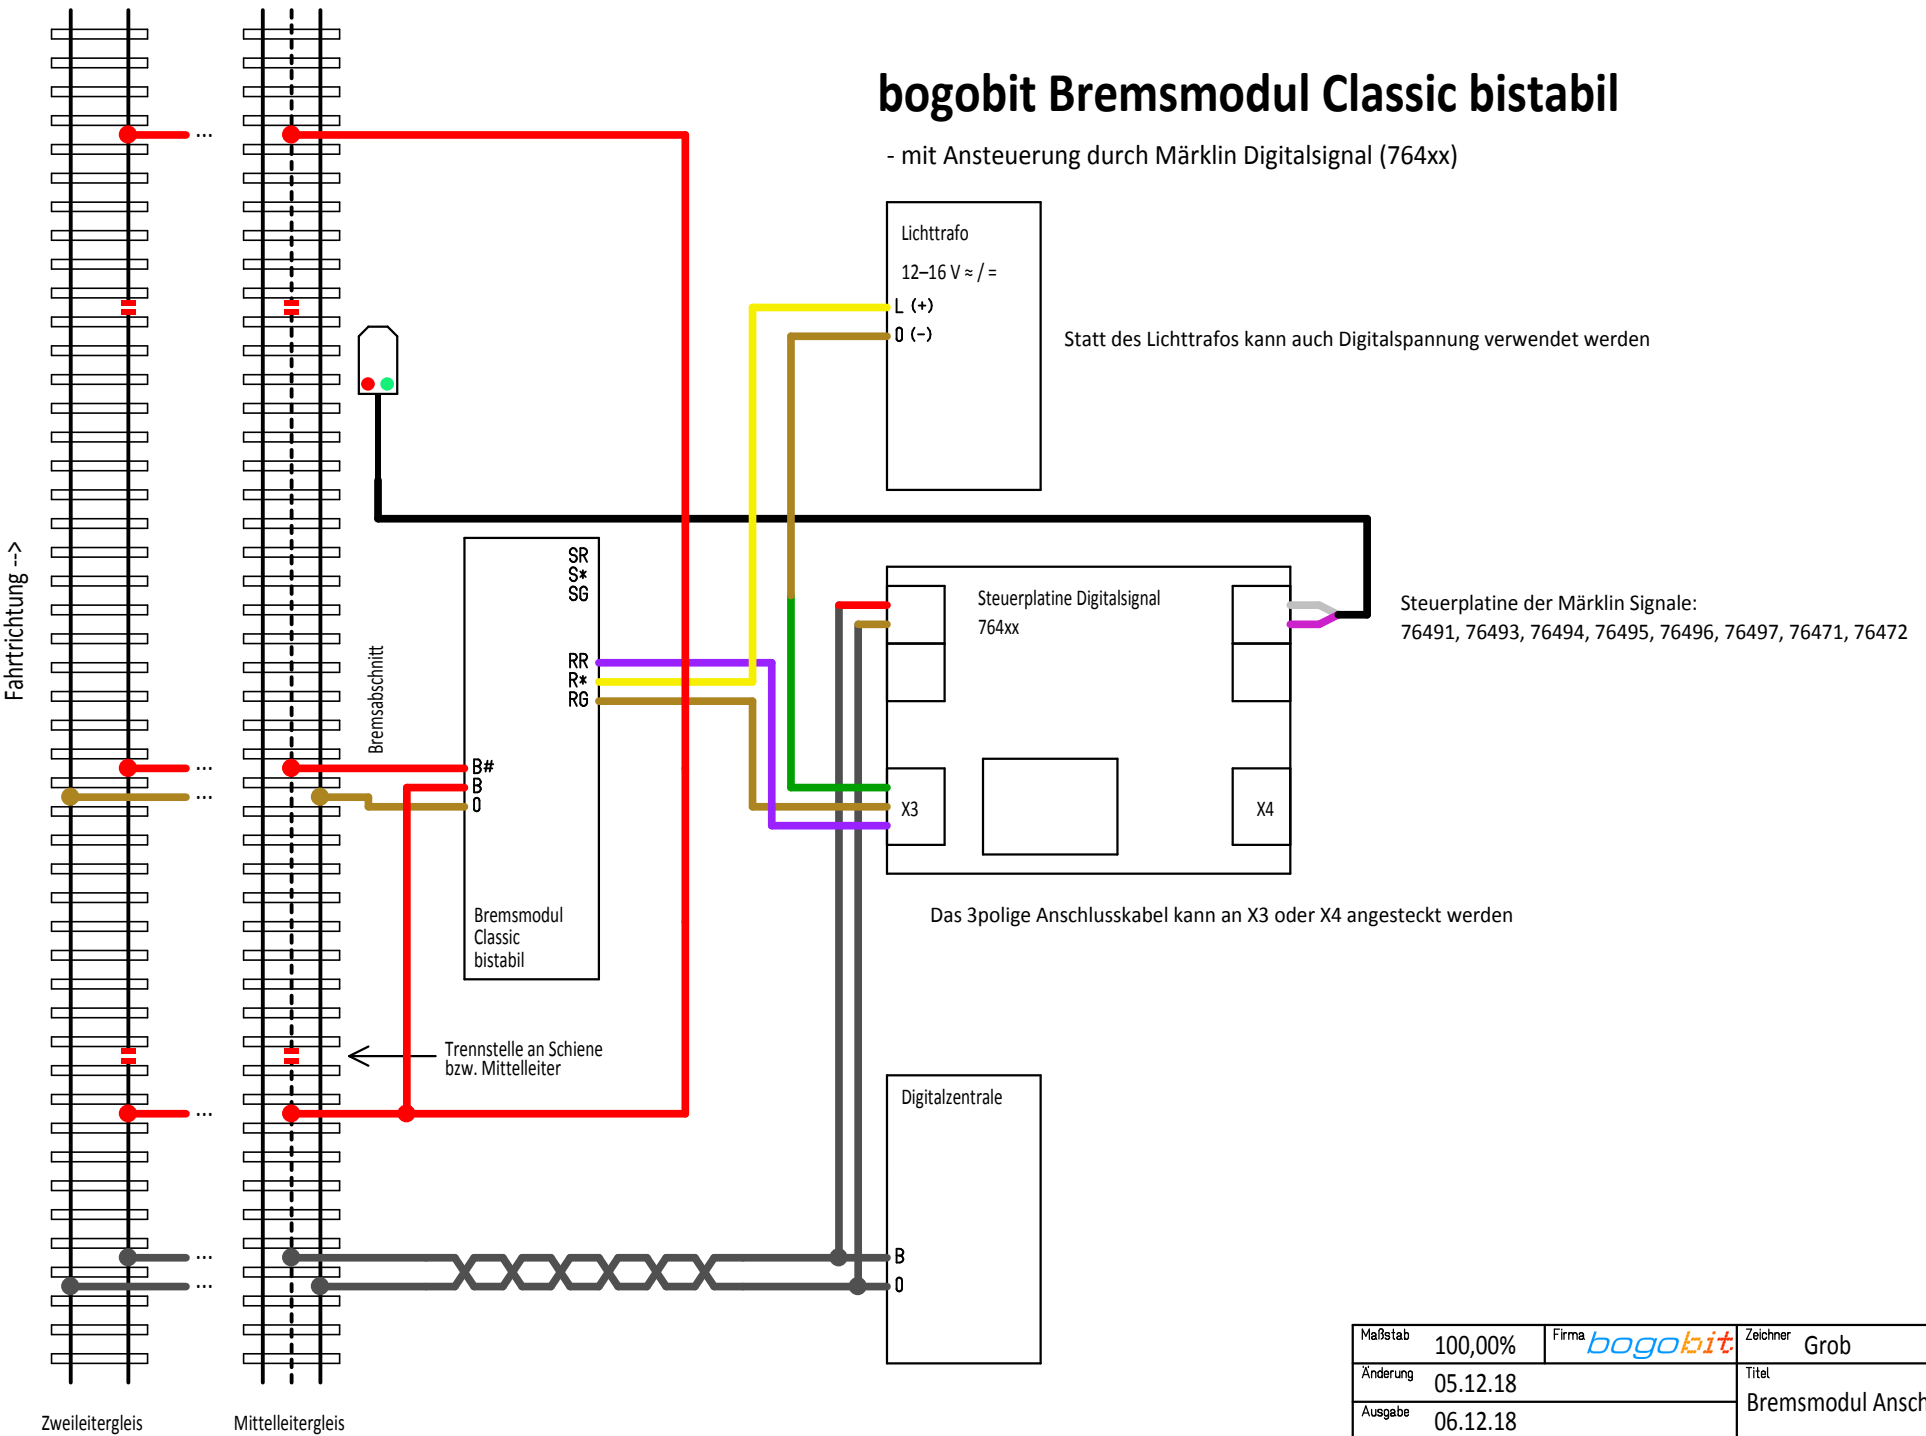 bogobit Bremsmodul Classic bistabil
- mit Ansteuerung durch Märklin Digitalsignal (764xx)
...
...
Lichttrafo
12–16 V ≈ / =
L (+)
0 (-)
Statt des Lichttrafos kann auch Digitalspannung verwendet werden
Fahrtrichtung -->
Bremsabschnitt
SR
S*
SG
RR
R*
RG
B#
B
0
Bremsmodul
Classic
bistabil
Steuerplatine Digitalsignal
764xx
X3
X4
Steuerplatine der Märklin Signale:
76491, 76493, 76494, 76495, 76496, 76497, 76471, 76472
Das 3polige Anschlusskabel kann an X3 oder X4 angesteckt werden
...
Trennstelle an Schiene
bzw. Mittelleiter
...
Digitalzentrale
B
0
...
...
Zweileitergleis
Mittelleitergleis
Maßstab 100,00%
Firma bogobit
Zeichner Grob
Änderung 05.12.18
Titel
Bremsmodul Ansch
Ausgabe 06.12.18